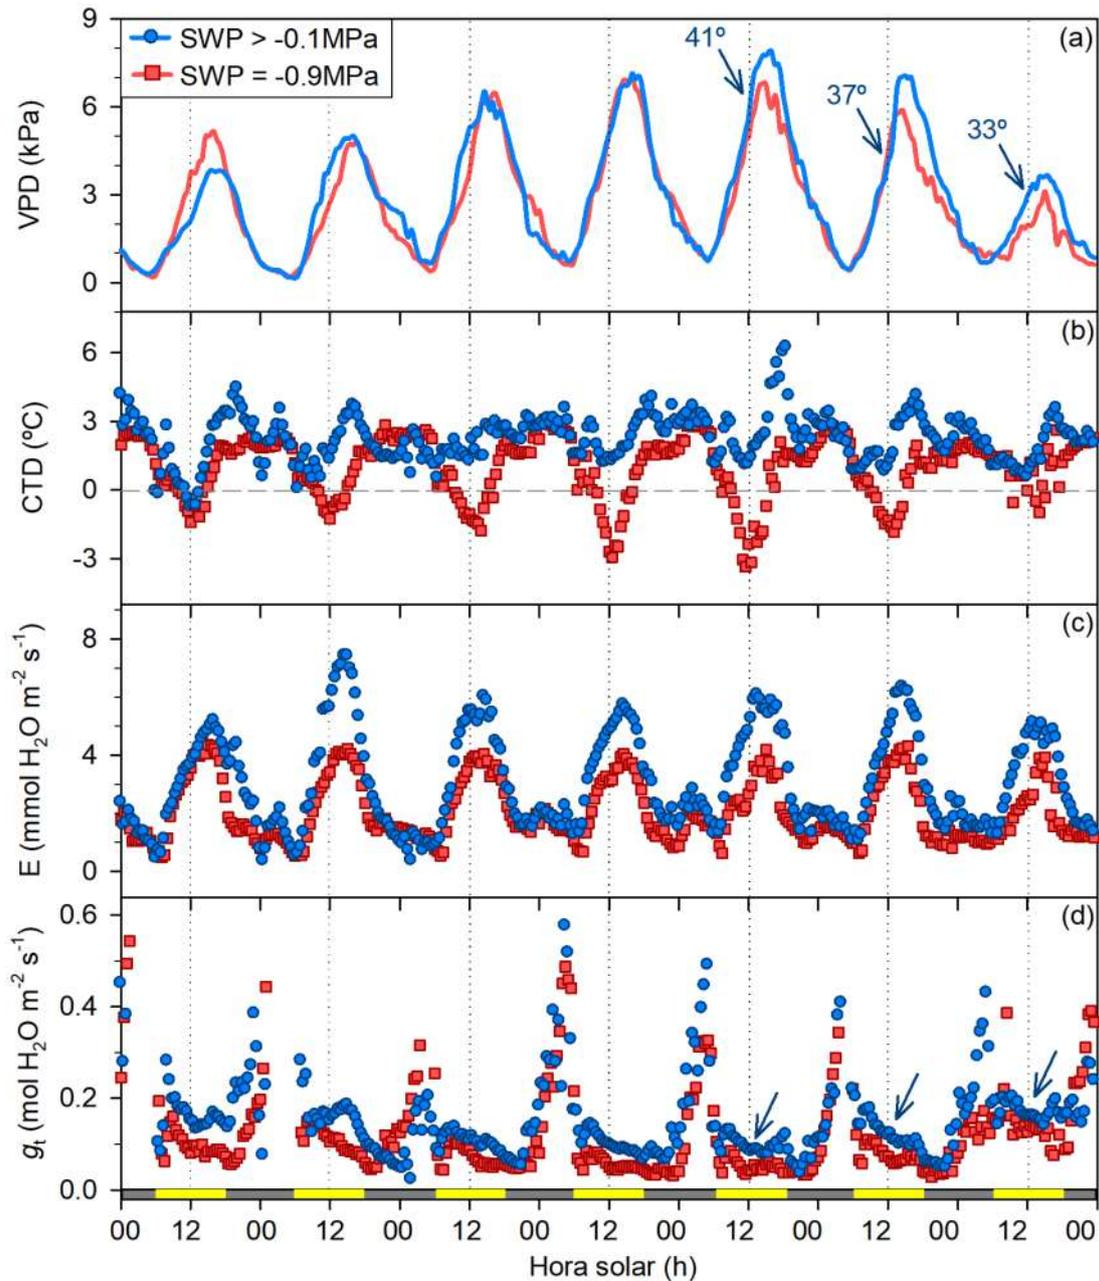 SWP > -0.1MPa
SWP = -0.9MPa
(a)
41º
37º
33º
9
6
3
0
VPD (kPa)
(b)
6
3
0
-3
CTD (ºC)
(c)
8
4
0
E (mmol H₂O m⁻² s⁻¹)
(d)
0.6
0.4
0.2
0.0
gₜ (mol H₂O m⁻² s⁻¹)
00 12 00 12 00 12 00 12 00 12 00 12 00 12 00
Hora solar (h)